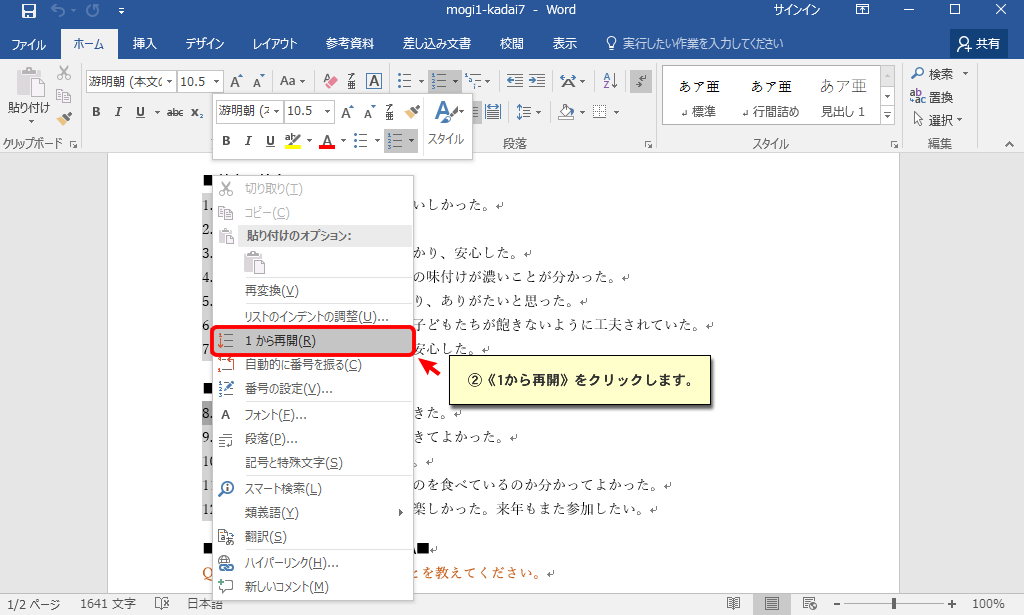 mogi1-kadai7 - Word
サインイン
ファイル ホーム 挿入 デザイン レイアウト 参考資料 差し込み文書 校閲 表示 実行したい作業を入力してください 共有
貼り付け
クリップボード
游明朝 (本文(
10.5
A A Aa A
B I U abc x₂
游明朝 (ﾐ
10.5
B I U A
スタイル
段落
あア亜 あア亜 あア亜
↲標準 ↲行間詰め 見出し 1
スタイル
検索
置換
選択
編集
切り取り(T)
コピー(C)
貼り付けのオプション:
再変換(V)
リストのインデントの調整(U)...
1 から再開(R)
自動的に番号を振る(C)
番号の設定(V)...
フォント(F)...
段落(P)...
記号と特殊文字(S)
スマート検索(L)
類義語(Y)
翻訳(S)
ハイパーリンク(H)...
新しいコメント(M)
■
1. いしかった。↵
2.
3. かり、安心した。↵
4. の味付けが濃いことが分かった。↵
5. り、ありがたいと思った。↵
6 子どもたちが飽きないように工夫されていた。↵
7 安心した。↵
②《1から再開》をクリックします。
■
8. きた。↵
9. きてよかった。↵
10 。↵
11 のを食べているのか分かってよかった。↵
12 楽しかった。来年もまた参加したい。↵
■ A■↵
Q とを教えてください。↵
1/2 ページ 1641 文字 日本語
100%